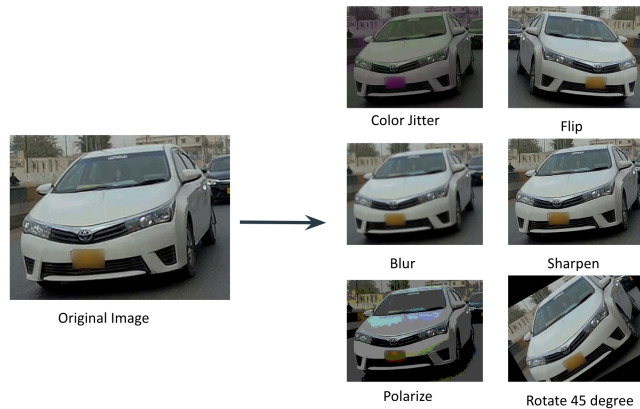 Color Jitter
Flip
Original Image
Blur
Sharpen
Polarize
Rotate 45 degree